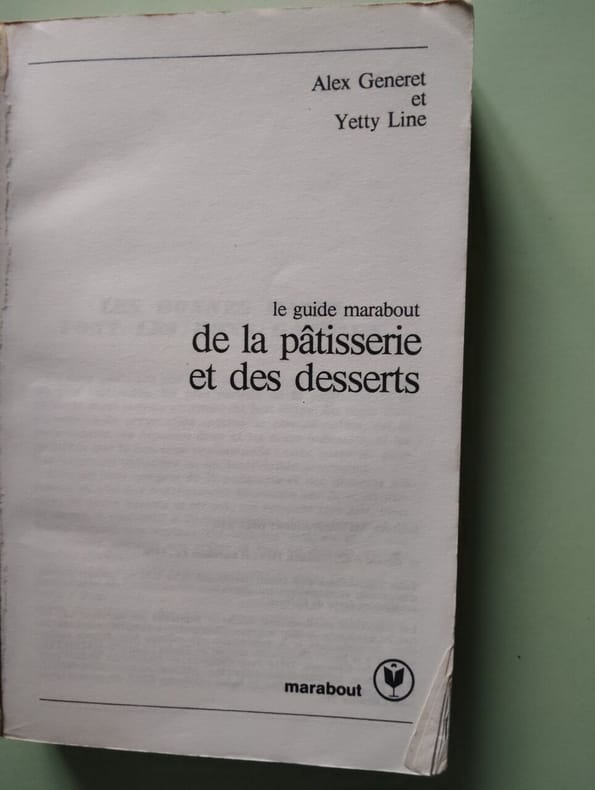 Alex Generet
et
Yetty Line
le guide marabout
de la pâtisserie
et des desserts
marabout